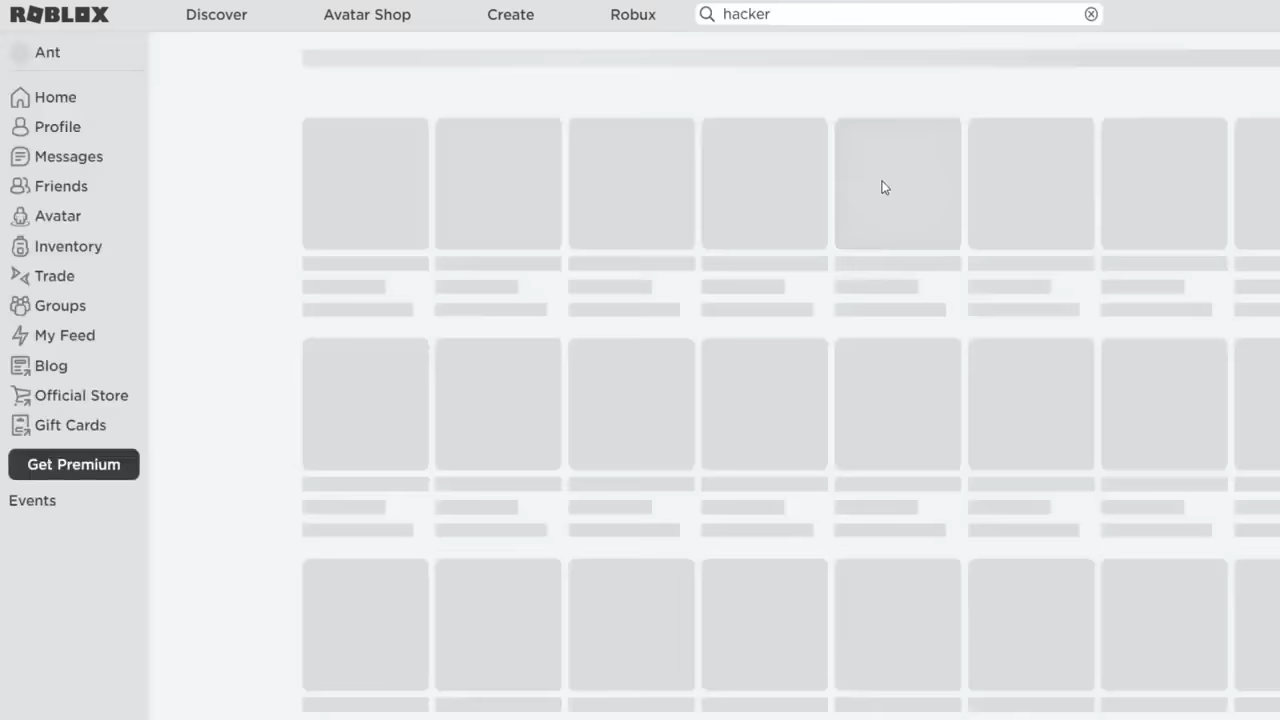 ROBLOX
Discover
Avatar Shop
Create
Robux
hacker
Ant
Home
Profile
Messages
Friends
Avatar
Inventory
Trade
Groups
My Feed
Blog
Official Store
Gift Cards
Get Premium
Events